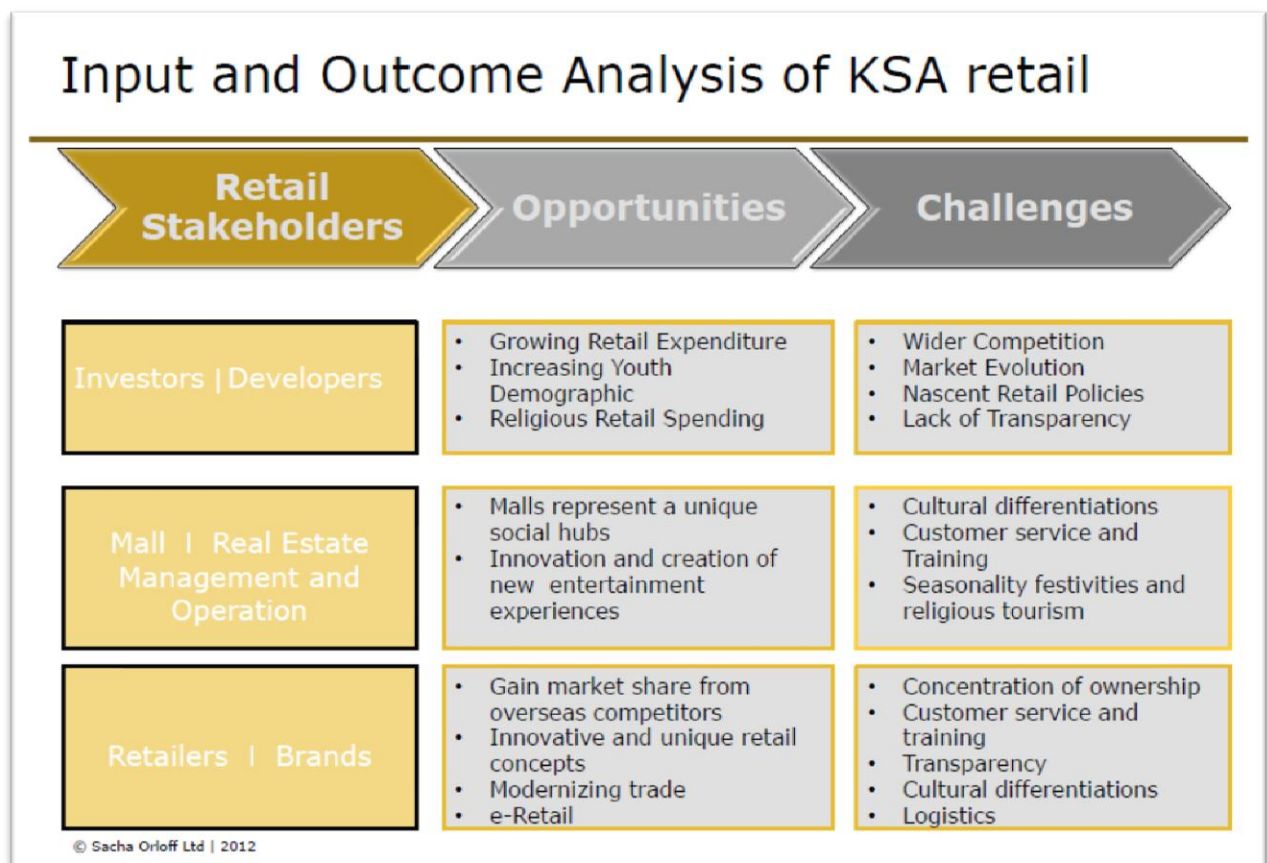 Input and Outcome Analysis of KSA retail
Retail
Stakeholders
Opportunities
Challenges
Investors | Developers
• Growing Retail Expenditure
• Increasing Youth
Demographic
• Religious Retail Spending
• Wider Competition
• Market Evolution
• Nascent Retail Policies
• Lack of Transparency
Mall | Real Estate
Management and
Operation
• Malls represent a unique
social hubs
• Innovation and creation of
new entertainment
experiences
• Cultural differentiations
• Customer service and
Training
• Seasonality festivities and
religious tourism
Retailers | Brands
• Gain market share from
overseas competitors
• Innovative and unique retail
concepts
• Modernizing trade
• e-Retail
• Concentration of ownership
• Customer service and
training
• Transparency
• Cultural differentiations
• Logistics
© Sacha Orloff Ltd | 2012